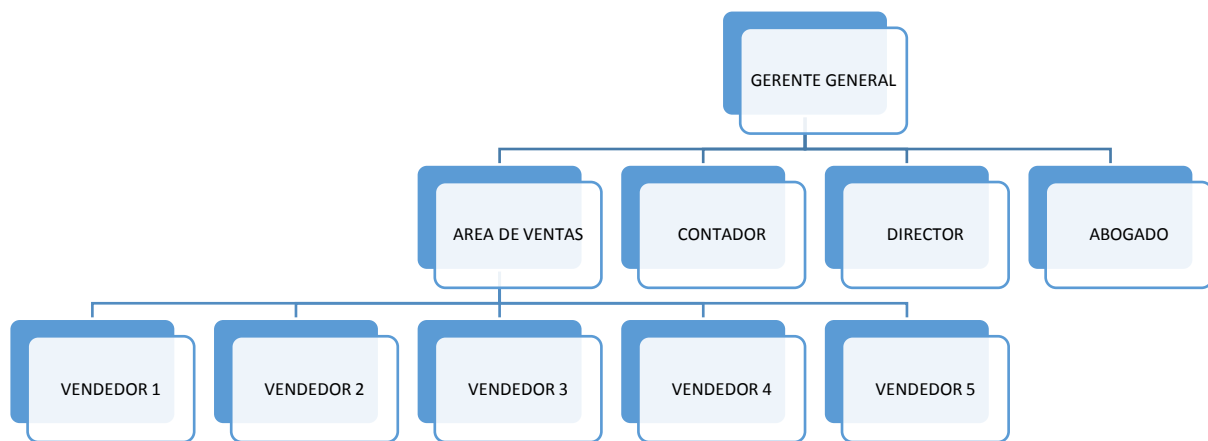 GERENTE GENERAL
AREA DE VENTAS
CONTADOR
DIRECTOR
ABOGADO
VENDEDOR 1
VENDEDOR 2
VENDEDOR 3
VENDEDOR 4
VENDEDOR 5